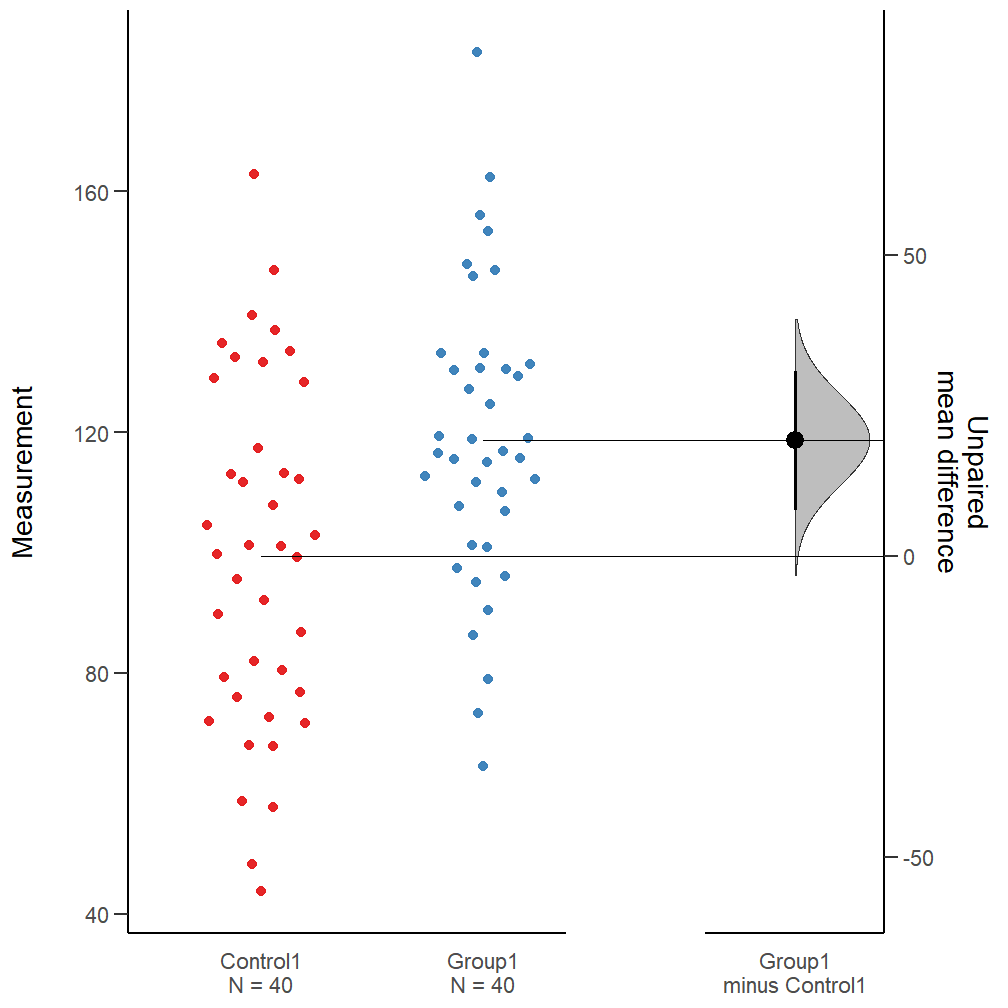 Measurement
160
120
80
40
Control1
N = 40
Group1
N = 40
Group1
minus Control1
50
0
-50
Unpaired
mean difference